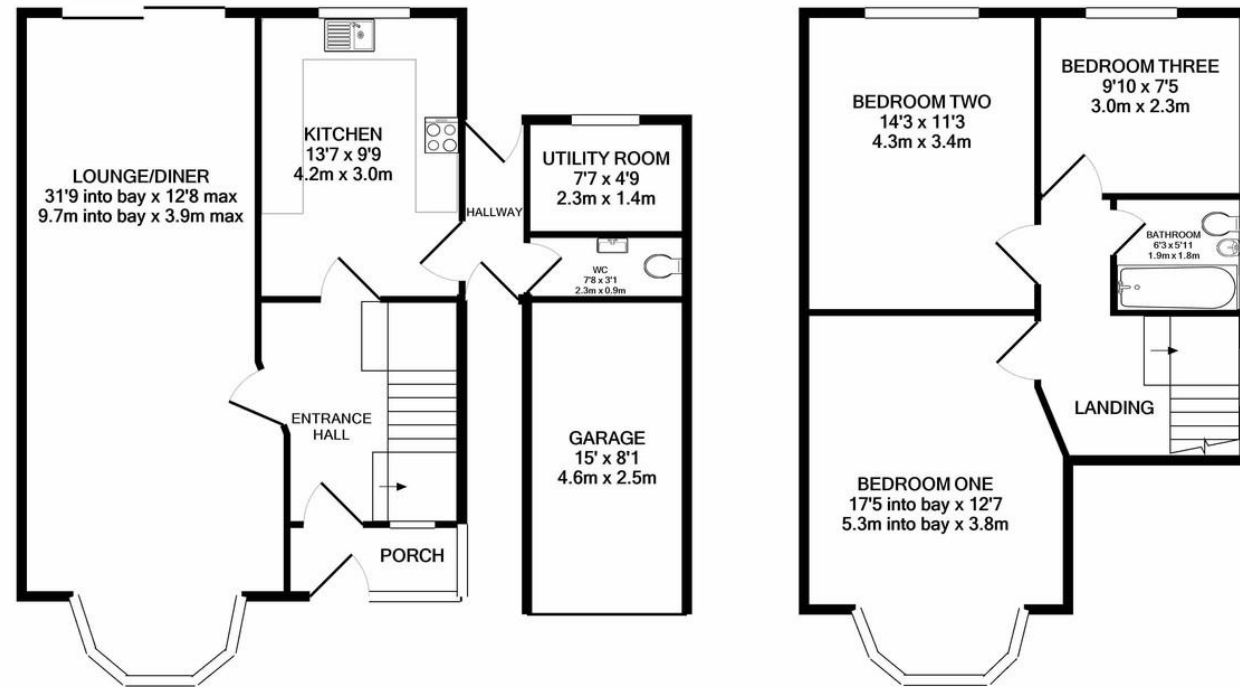 LOUNGE/DINER
31'9 into bay x 12'8 max
9.7m into bay x 3.9m max
KITCHEN
13'7 x 9'9
4.2m x 3.0m
HALLWAY
UTILITY ROOM
7'7 x 4'9
2.3m x 1.4m
WC
7'8 x 3'1
2.3m x 0.9m
ENTRANCE
HALL
PORCH
GARAGE
15' x 8'1
4.6m x 2.5m
BEDROOM TWO
14'3 x 11'3
4.3m x 3.4m
BEDROOM THREE
9'10 x 7'5
3.0m x 2.3m
BATHROOM
6'3 x 5'11
1.9m x 1.8m
LANDING
BEDROOM ONE
17'5 into bay x 12'7
5.3m into bay x 3.8m